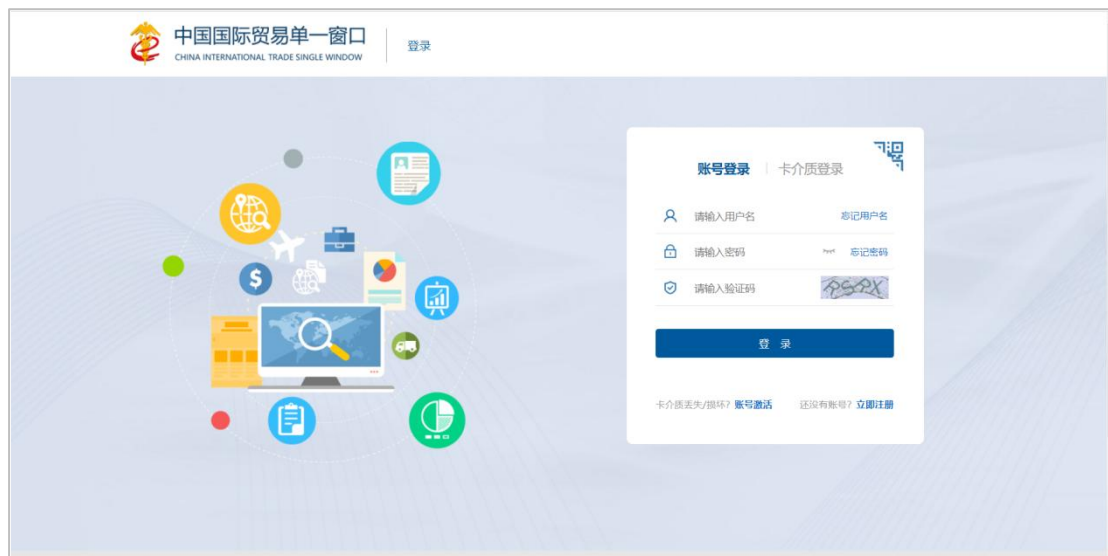 中国国际贸易单一窗口
CHINA INTERNATIONAL TRADE SINGLE WINDOW
登录
账号登录
卡介质登录
请输入用户名
忘记用户名
请输入密码
忘记密码
请输入验证码
登 录
卡介质丢失/损坏? 账号激活
还没有账号? 立即注册